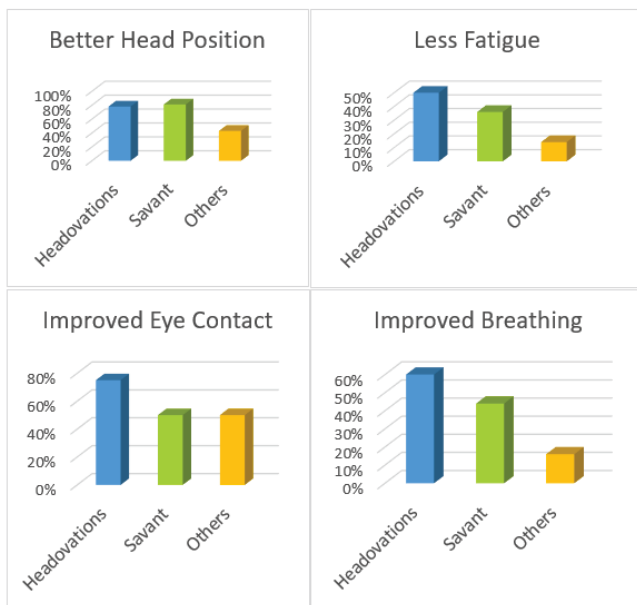 Better Head Position
100%
80%
60%
40%
20%
0%
Headovations
Savant
Others
Less Fatigue
50%
40%
30%
20%
10%
0%
Headovations
Savant
Others
Improved Eye Contact
80%
60%
40%
20%
0%
Headovations
Savant
Others
Improved Breathing
60%
50%
40%
30%
20%
10%
0%
Headovations
Savant
Others